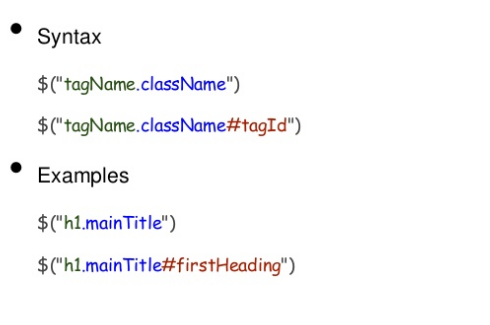 • Syntax
$("tagName.className")
$("tagName.className#tagId")
• Examples
$("h1.mainTitle")
$("h1.mainTitle#firstHeading")